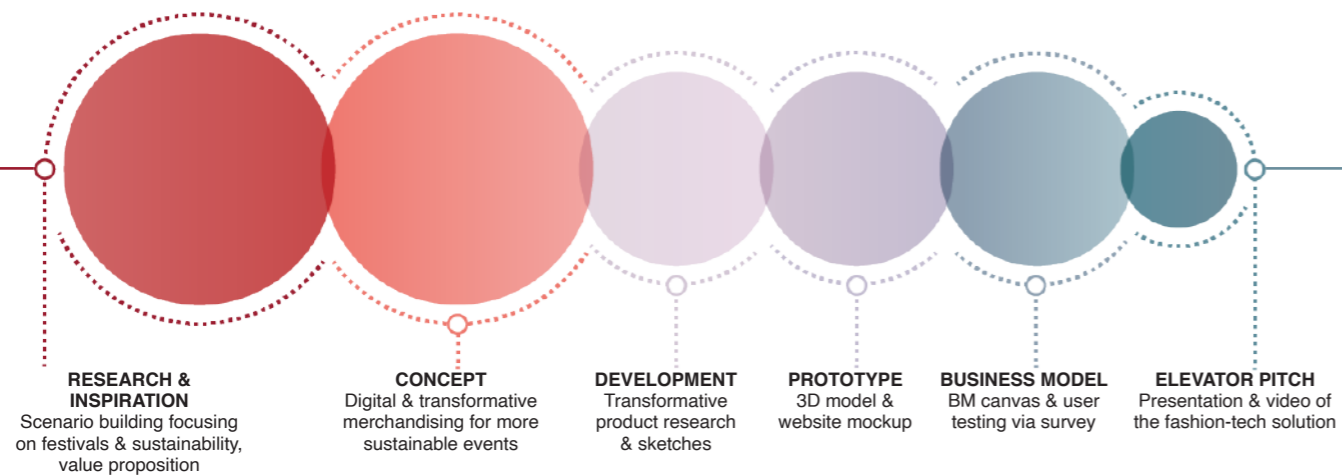 RESEARCH &
INSPIRATION
Scenario building focusing
on festivals & sustainability,
value proposition
CONCEPT
Digital & transformative
merchandising for more
sustainable events
DEVELOPMENT
Transformative
product research
& sketches
PROTOTYPE
3D model &
website mockup
BUSINESS MODEL
BM canvas & user
testing via survey
ELEVATOR PITCH
Presentation & video of
the fashion-tech solution